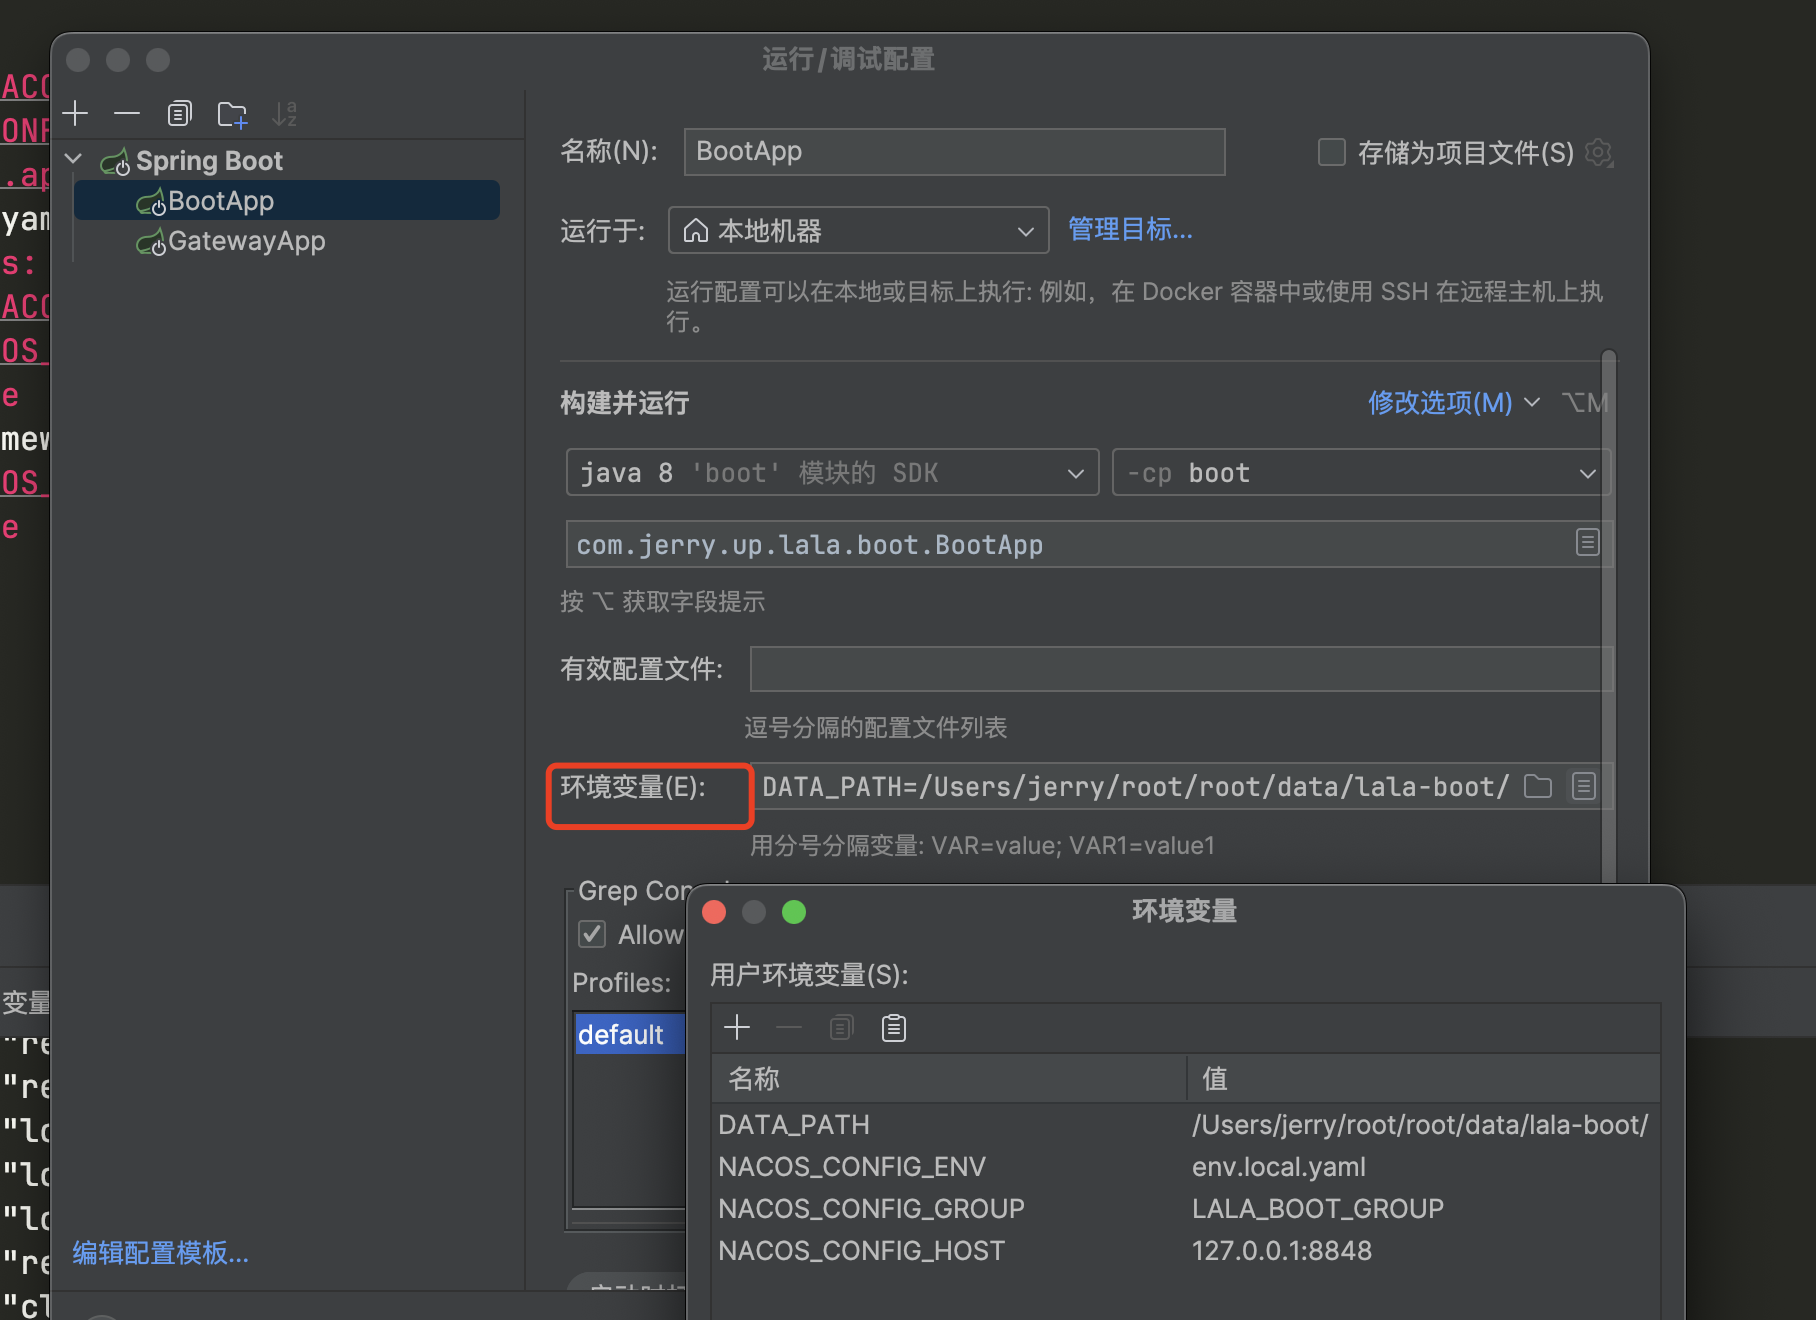 运行/调试配置
Spring Boot
BootApp
GatewayApp
编辑配置模板...
名称(N): BootApp 存储为项目文件(S)
运行于: 本地机器 管理目标...
运行配置可以在本地或目标上执行: 例如，在 Docker 容器中或使用 SSH 在远程主机上执
行。
构建并运行 修改选项(M) ⌥M
java 8 'boot' 模块的 SDK -cp boot
com.jerry.up.lala.boot.BootApp
按 ⌥ 获取字段提示
有效配置文件:
逗号分隔的配置文件列表
环境变量(E): DATA_PATH=/Users/jerry/root/root/data/lala-boot/
用分号分隔变量: VAR=value; VAR1=value1
Grep Con
Allow
Profiles:
default
环境变量
用户环境变量(S):
名称 值
DATA_PATH /Users/jerry/root/root/data/lala-boot/
NACOS_CONFIG_ENV env.local.yaml
NACOS_CONFIG_GROUP LALA_BOOT_GROUP
NACOS_CONFIG_HOST 127.0.0.1:8848
ONF
.ap
yam
s:
OS_
e
OS_
e
变量
"re
"re
"lo
"lo
"lo
"re
"cl